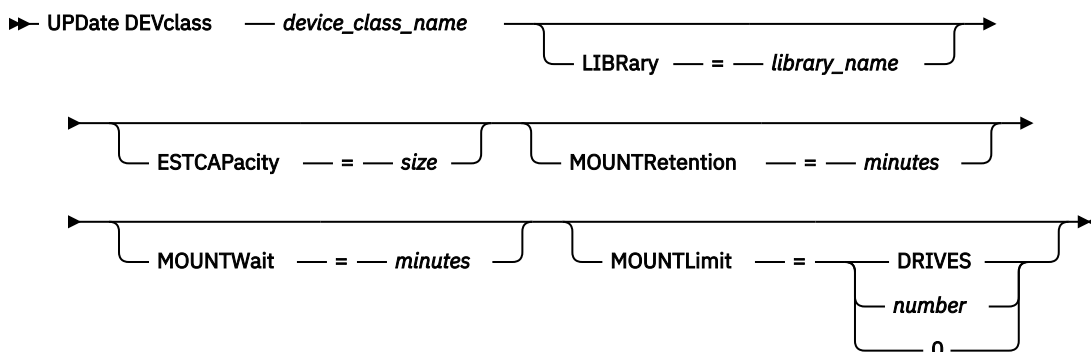 UPDate DEVclass device_class_name
LIBRary = library_name
ESTCAPacity = size
MOUNTRetention = minutes
MOUNTWait = minutes
MOUNTLimit = DRIVES
number
0